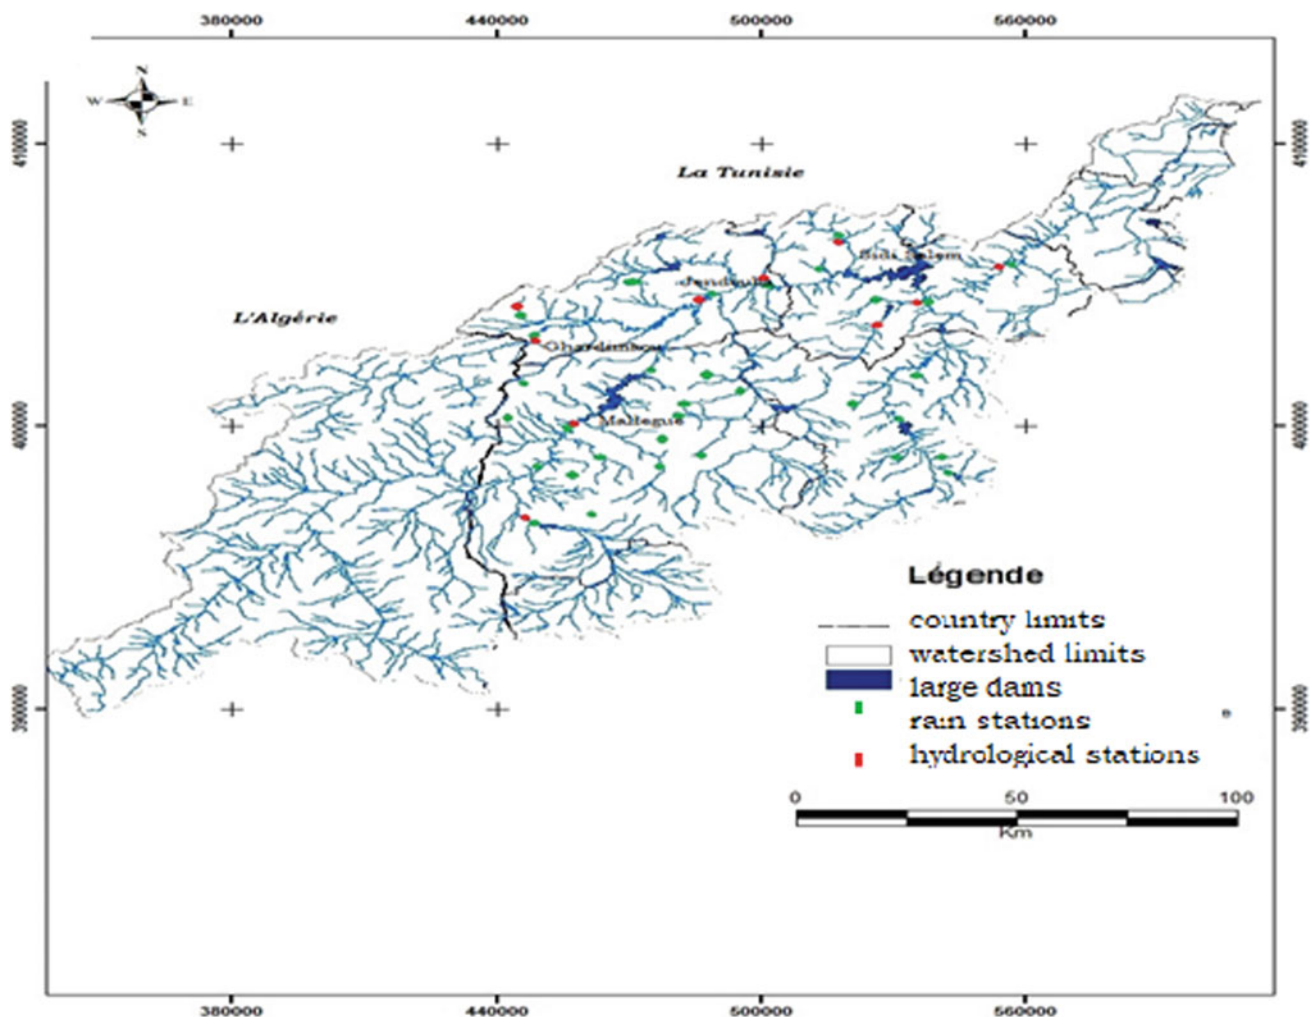 380000 440000 500000 560000
N
W E
S
4100000 4100000
La Tunisie
Sidi Salem
Jendouba
L'Algérie
Ghardimaou
4000000 4000000
Mallegue
Légende
country limits
watershed limits
large dams
rain stations
3900000 3900000
hydrological stations
0 50 100
Km
380000 440000 500000 560000